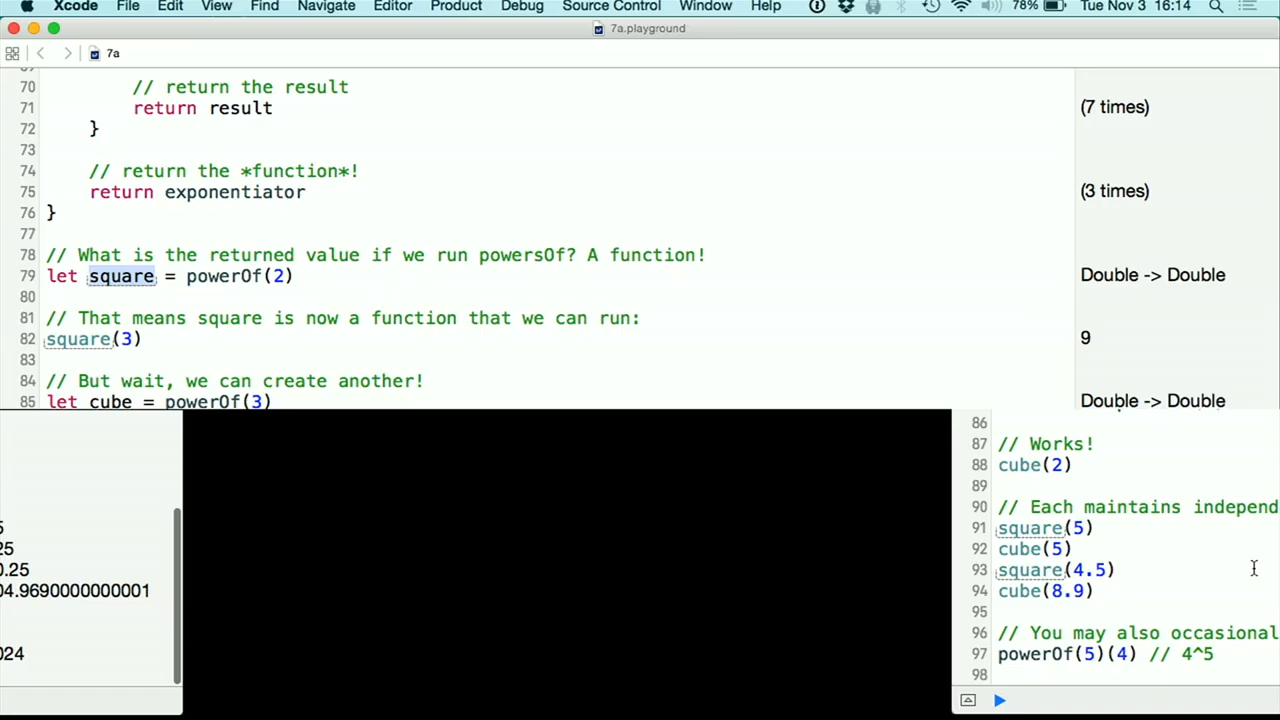 Xcode File Edit View Find Navigate Editor Product Debug Source Control Window Help 78% Tue Nov 3 16:14
7a.playground
7a
70 // return the result
71 return result (7 times)
72 }
73
74 // return the *function*!
75 return exponentiator (3 times)
76 }
77
78 // What is the returned value if we run powersOf? A function!
79 let square = powerOf(2) Double -> Double
80
81 // That means square is now a function that we can run:
82 square(3) 9
83
84 // But wait, we can create another!
85 let cube = powerOf(3) Double -> Double
86
87 // Works!
88 cube(2)
89
90 // Each maintains independ
91 square(5)
92 cube(5)
93 square(4.5)
94 cube(8.9)
95
96 // You may also occasional
97 powerOf(5)(4) // 4^5
98
5
25
0.25
04.9690000000001
024